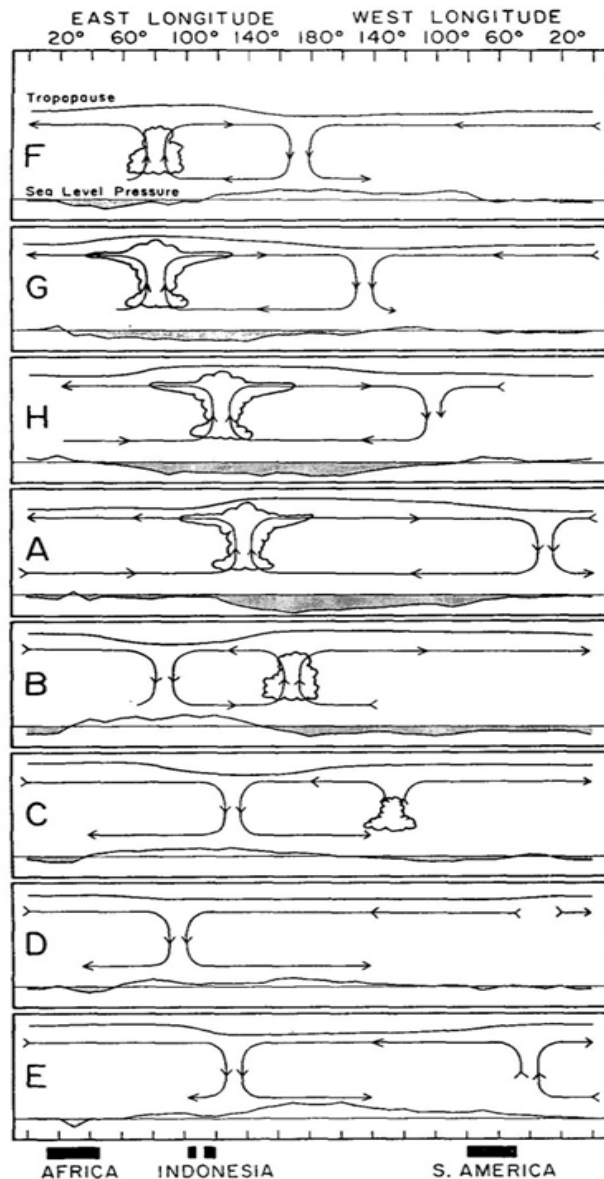 EAST LONGITUDE WEST LONGITUDE
20° 60° 100° 140° 180° 140° 100° 60° 20°
Tropopause
F
Sea Level Pressure
G
H
A
B
C
D
E
AFRICA INDONESIA S. AMERICA